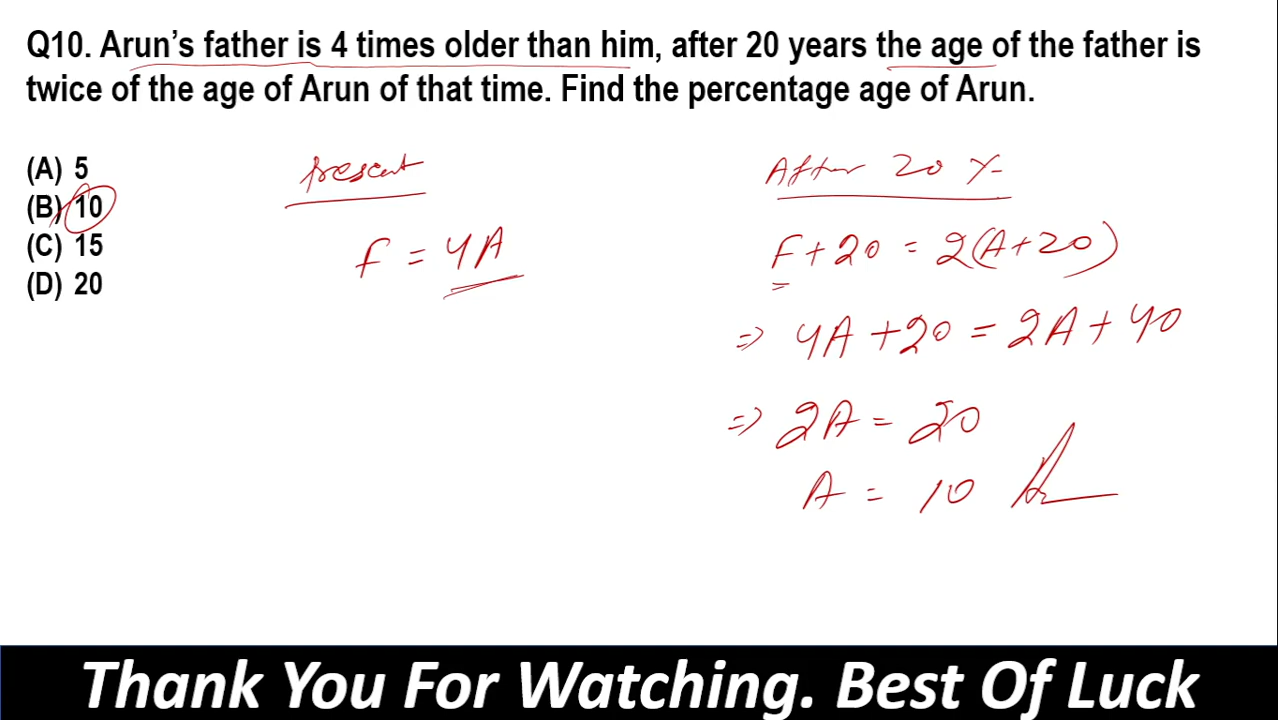 Q10. Arun’s father is 4 times older than him, after 20 years the age of the father is
twice of the age of Arun of that time. Find the percentage age of Arun.
(A) 5
(B) 10
(C) 15
(D) 20
present
F = 4A
After 20 Y-
F + 20 = 2(A+20)
=> 4A + 20 = 2A + 40
=> 2A = 20
A = 10
Thank You For Watching. Best Of Luck